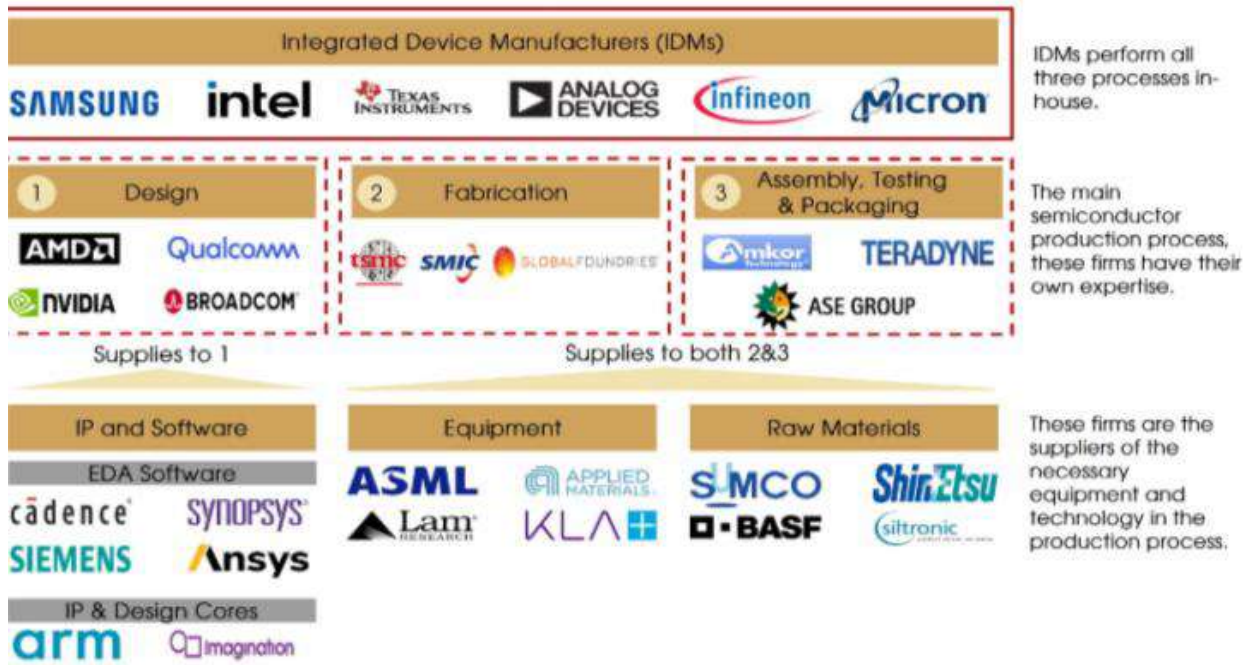 Integrated Device Manufacturers (IDMs)
SAMSUNG intel TEXAS INSTRUMENTS ANALOG DEVICES infineon Micron
IDMs perform all
three processes in-
house.
1 Design
AMD Qualcomm
NVIDIA BROADCOM
2 Fabrication
tsmc SMIC GLOBALFOUNDRIES
3 Assembly, Testing
& Packaging
Amkor Technology TERADYNE
ASE GROUP
The main
semiconductor
production process,
these firms have their
own expertise.
Supplies to 1
Supplies to both 2&3
IP and Software
EDA Software
cādence SYNOPSYS
SIEMENS Ansys
IP & Design Cores
arm Imagination
Equipment
ASML APPLIED MATERIALS
Lam RESEARCH KLA
Raw Materials
SUMCO ShinEtsu
BASF siltronic
These firms are the
suppliers of the
necessary
equipment and
technology in the
production process.